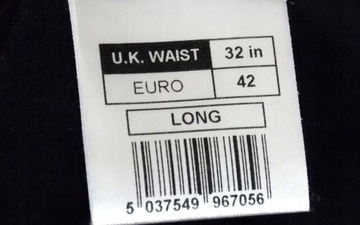 U.K. WAIST 32 in
EURO 42
LONG
5 037549 967056